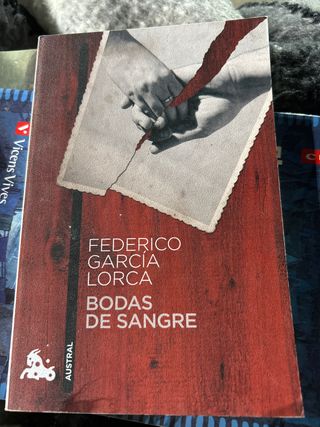 FEDERICO
GARCÍA
LORCA
BODAS
DE SANGRE
AUSTRAL
Vicens Vives